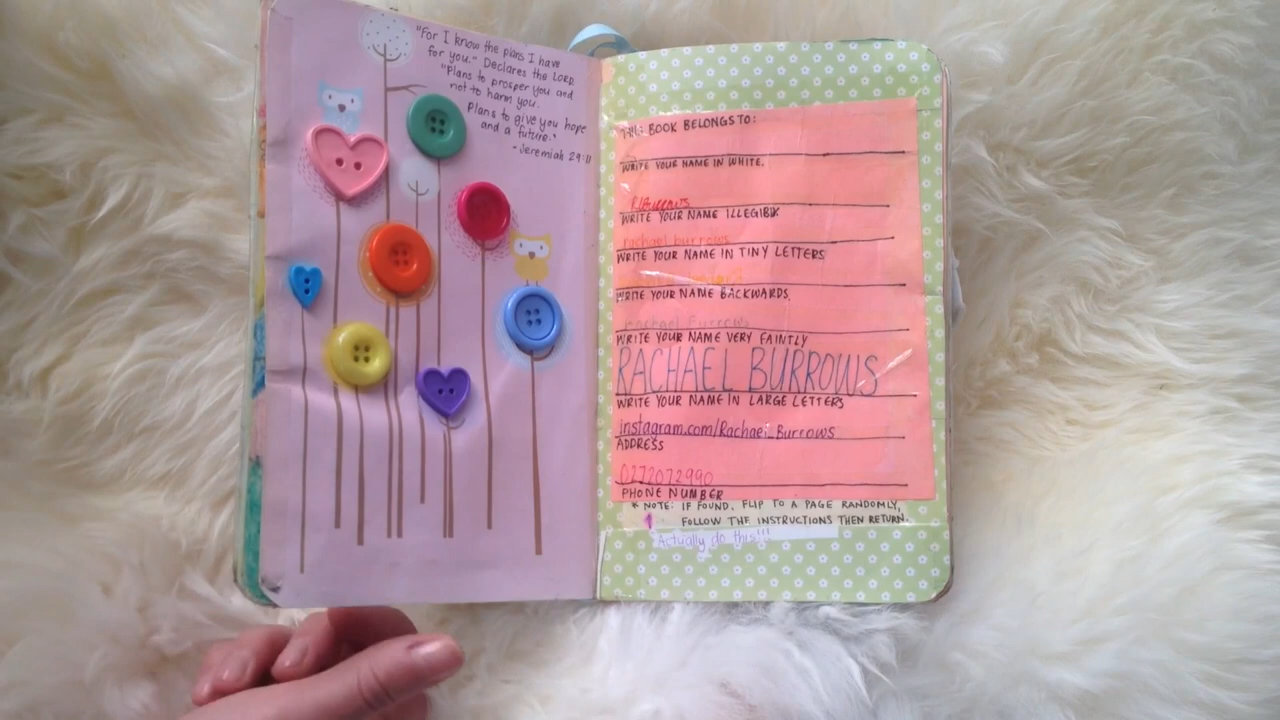 "For I know the plans I have
for you." Declares the LORD
"Plans to prosper you and
not to harm you.
Plans to give you hope
and a future."
- Jeremiah 29:11
THIS BOOK BELONGS TO:
WRITE YOUR NAME IN WHITE.
RBurrows
WRITE YOUR NAME ILLEGIBLY
rachael burrows
WRITE YOUR NAME IN TINY LETTERS
WRITE YOUR NAME BACKWARDS.
rachael burrows
WRITE YOUR NAME VERY FAINTLY
RACHAEL BURROWS
WRITE YOUR NAME IN LARGE LETTERS
instagram.com/Rachael_Burrows
ADDRESS
0272072990
PHONE NUMBER
* NOTE: IF FOUND, FLIP TO A PAGE RANDOMLY,
FOLLOW THE INSTRUCTIONS THEN RETURN.
Actually do this!!!